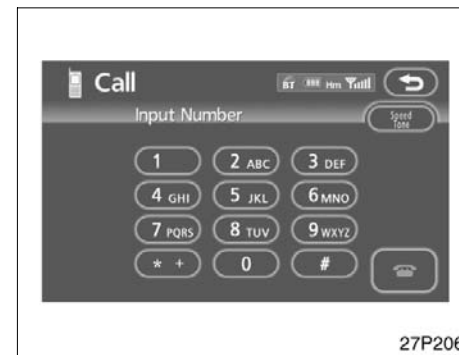 Call BT Hm
Input Number Speed Tone
1 2 ABC 3 DEF
4 GHI 5 JKL 6 MNO
7 PQRS 8 TUV 9 WXYZ
* + 0 #
27P206